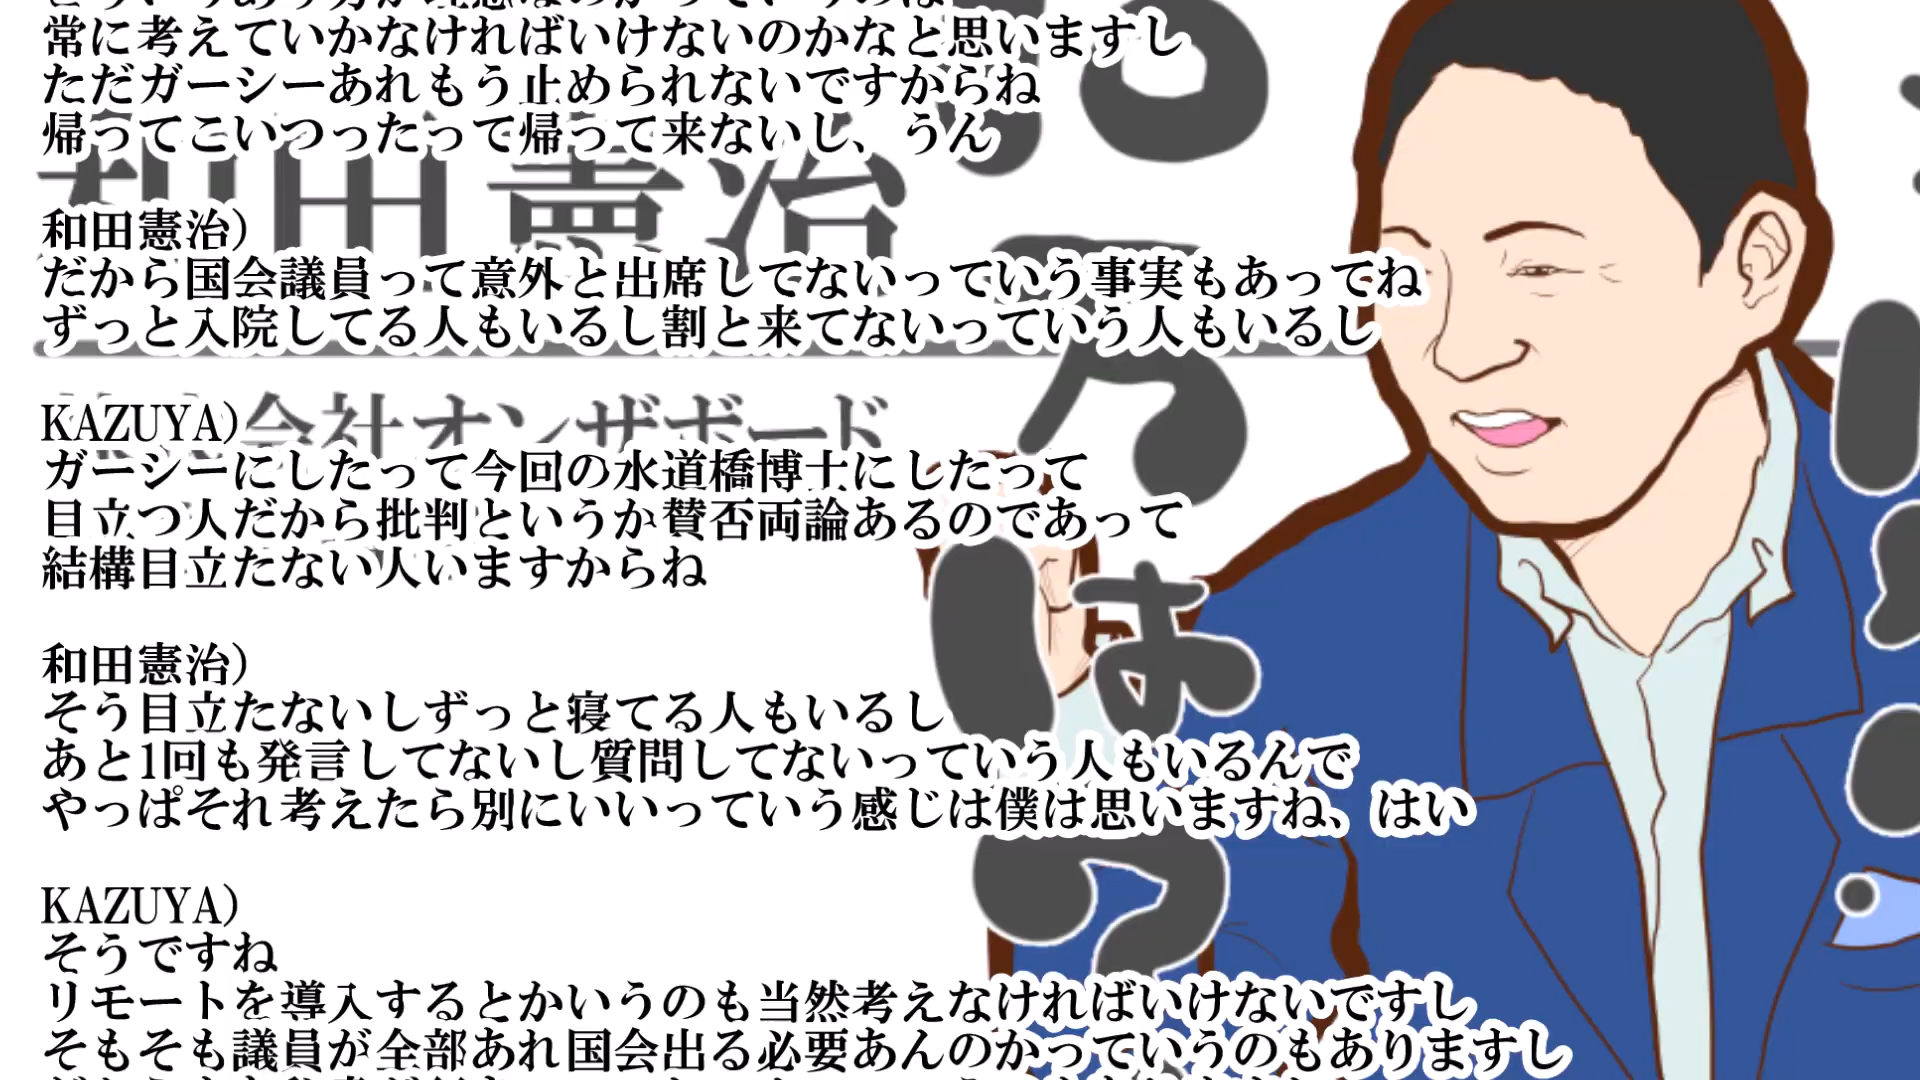 常に考えていかなければいけないのかなと思いますし
ただガーシーあれもう止められないですからね
帰ってこいつったって帰って来ないし、うん
和田憲治
和田憲治)
だから国会議員って意外と出席してないっていう事実もあってね
ずっと入院してる人もいるし割と来てないっていう人もいるし
会社オンザボード
KAZUYA)
ガーシーにしたって今回の水道橋博士にしたって
目立つ人だから批判というか賛否両論あるのであって
結構目立たない人いますからね
和田憲治)
そう目立たないしずっと寝てる人もいるし
あと1回も発言してないし質問してないっていう人もいるんで
やっぱそれ考えたら別にいいっていう感じは僕は思いますね、はい
KAZUYA)
そうですね
リモートを導入するとかいうのも当然考えなければいけないですし
そもそも議員が全部あれ国会出る必要あんのかっていうのもありますし